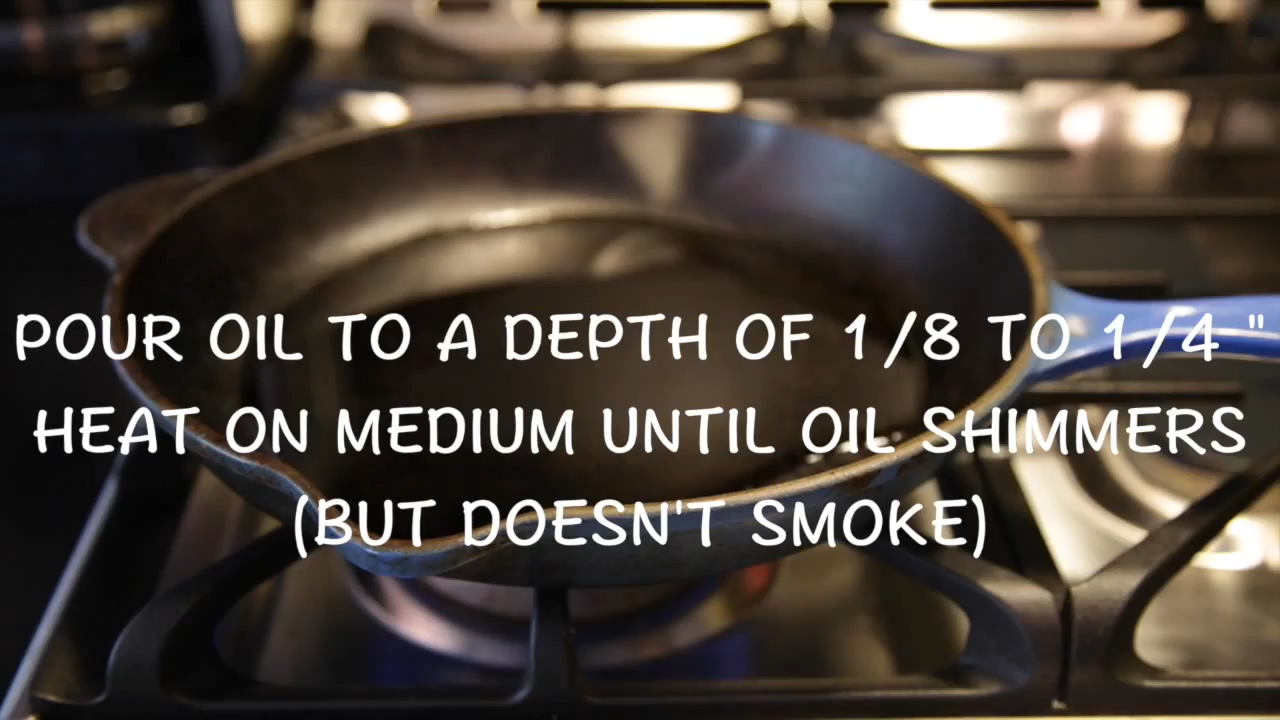 POUR OIL TO A DEPTH OF 1/8 TO 1/4 "
HEAT ON MEDIUM UNTIL OIL SHIMMERS
(BUT DOESN'T SMOKE)